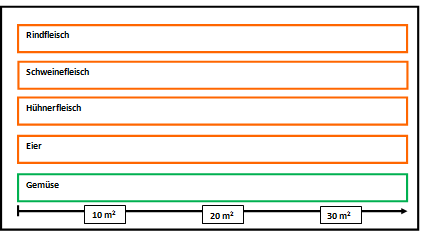 Rindfleisch
Schweinefleisch
Hühnerfleisch
Eier
Gemüse
10 m² 20 m² 30 m²